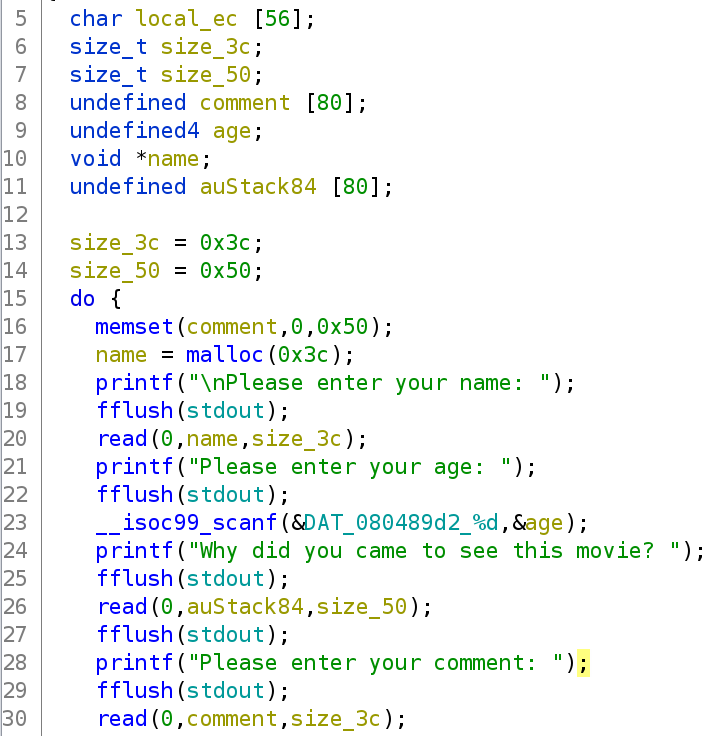 5 char local_ec [56];
6 size_t size_3c;
7 size_t size_50;
8 undefined comment [80];
9 undefined4 age;
10 void *name;
11 undefined auStack84 [80];
12
13 size_3c = 0x3c;
14 size_50 = 0x50;
15 do {
16 memset(comment,0,0x50);
17 name = malloc(0x3c);
18 printf("\nPlease enter your name: ");
19 fflush(stdout);
20 read(0,name,size_3c);
21 printf("Please enter your age: ");
22 fflush(stdout);
23 __isoc99_scanf(&DAT_080489d2_%d,&age);
24 printf("Why did you came to see this movie? ");
25 fflush(stdout);
26 read(0,auStack84,size_50);
27 fflush(stdout);
28 printf("Please enter your comment: ");
29 fflush(stdout);
30 read(0,comment,size_3c);